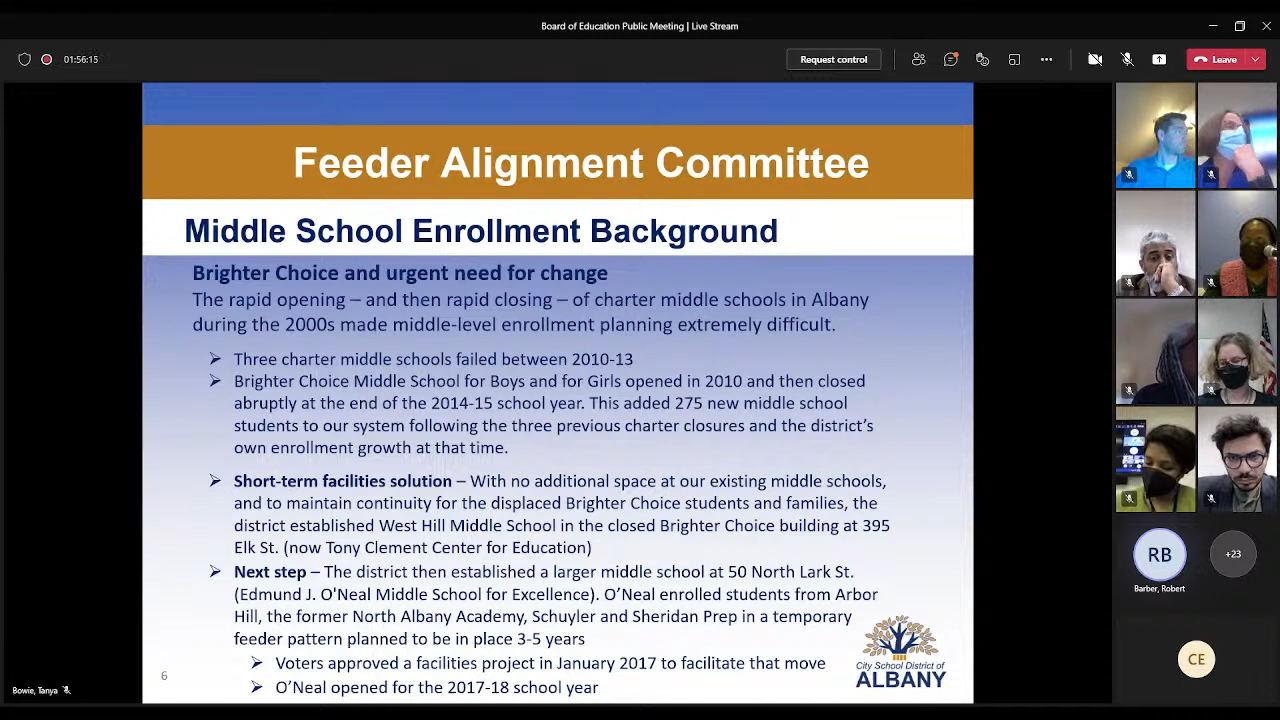 Board of Education Public Meeting | Live Stream
01:56:15
Request control
Leave
Feeder Alignment Committee
Middle School Enrollment Background
Brighter Choice and urgent need for change
The rapid opening – and then rapid closing – of charter middle schools in Albany
during the 2000s made middle-level enrollment planning extremely difficult.
Three charter middle schools failed between 2010-13
Brighter Choice Middle School for Boys and for Girls opened in 2010 and then closed
abruptly at the end of the 2014-15 school year. This added 275 new middle school
students to our system following the three previous charter closures and the district's
own enrollment growth at that time.
Short-term facilities solution – With no additional space at our existing middle schools,
and to maintain continuity for the displaced Brighter Choice students and families, the
district established West Hill Middle School in the closed Brighter Choice building at 395
Elk St. (now Tony Clement Center for Education)
Next step – The district then established a larger middle school at 50 North Lark St.
(Edmund J. O'Neal Middle School for Excellence). O'Neal enrolled students from Arbor
Hill, the former North Albany Academy, Schuyler and Sheridan Prep in a temporary
feeder pattern planned to be in place 3-5 years
Voters approved a facilities project in January 2017 to facilitate that move
O'Neal opened for the 2017-18 school year
6
City School District of
ALBANY
RB
+23
Barber, Robert
CE
Bowie, Tanya